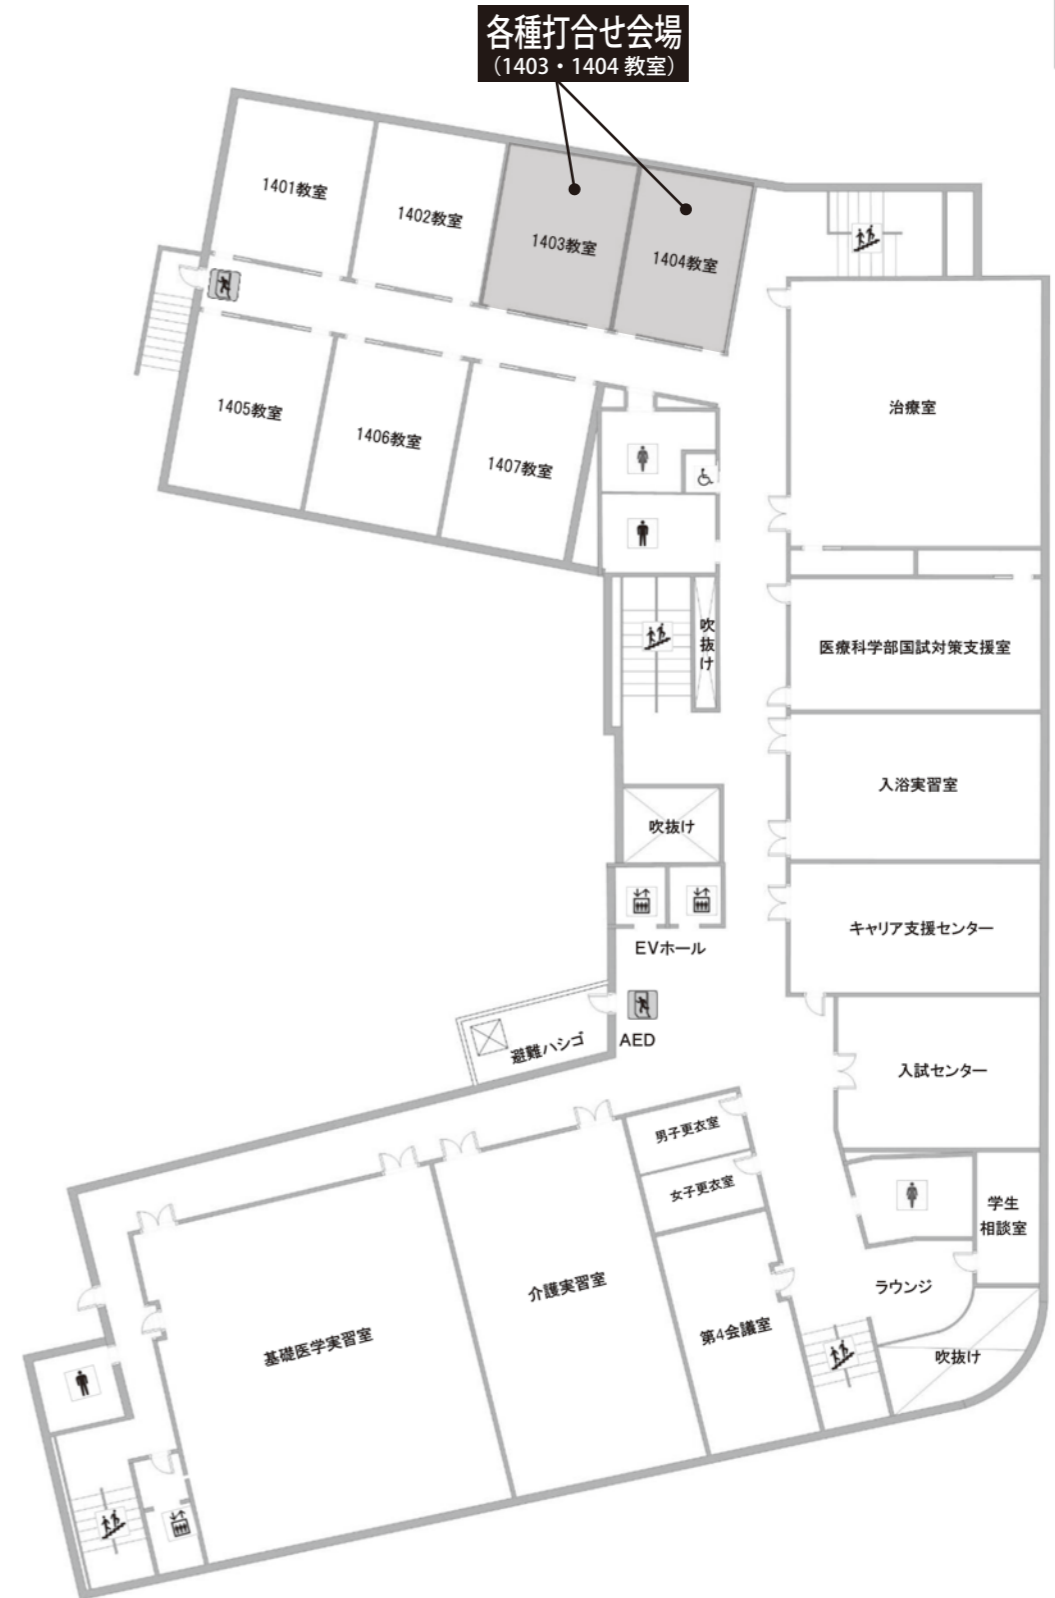 各種打合せ会場
（1403・1404 教室）
1401教室
1402教室
1403教室
1404教室
1405教室
1406教室
1407教室
治療室
吹抜け
医療科学部国試対策支援室
入浴実習室
吹抜け
キャリア支援センター
EVホール
AED
避難ハシゴ
入試センター
男子更衣室
女子更衣室
学生
相談室
ラウンジ
介護実習室
第4会議室
基礎医学実習室
吹抜け